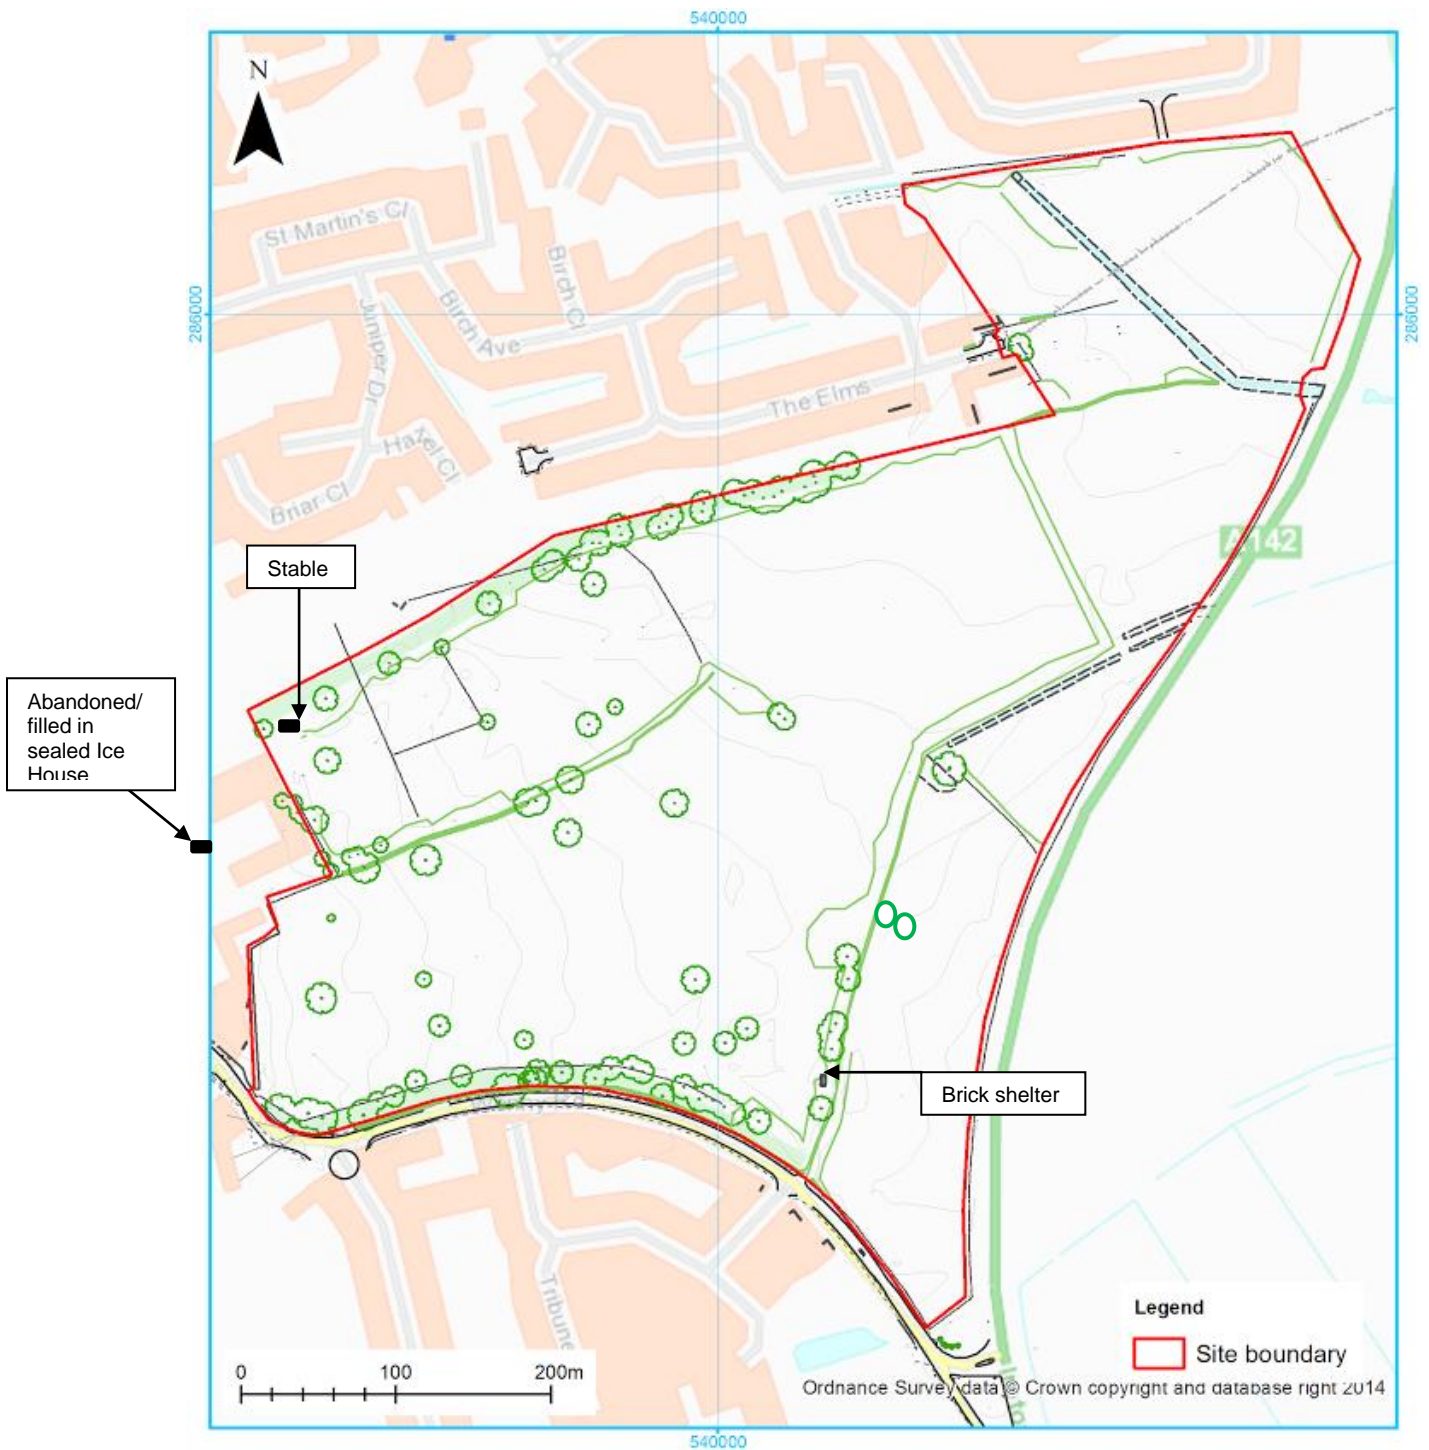 540000
N
St Martin's Cl
Birch Cl
Juniper Dr
Birch Ave
286000
286000
The Elms
Hazel Cl
Briar Cl
A142
Stable
Abandoned/
filled in
sealed Ice
House
Brick shelter
Tribune
Legend
Site boundary
0 100 200m
Ordnance Survey data © Crown copyright and database right 2014
540000